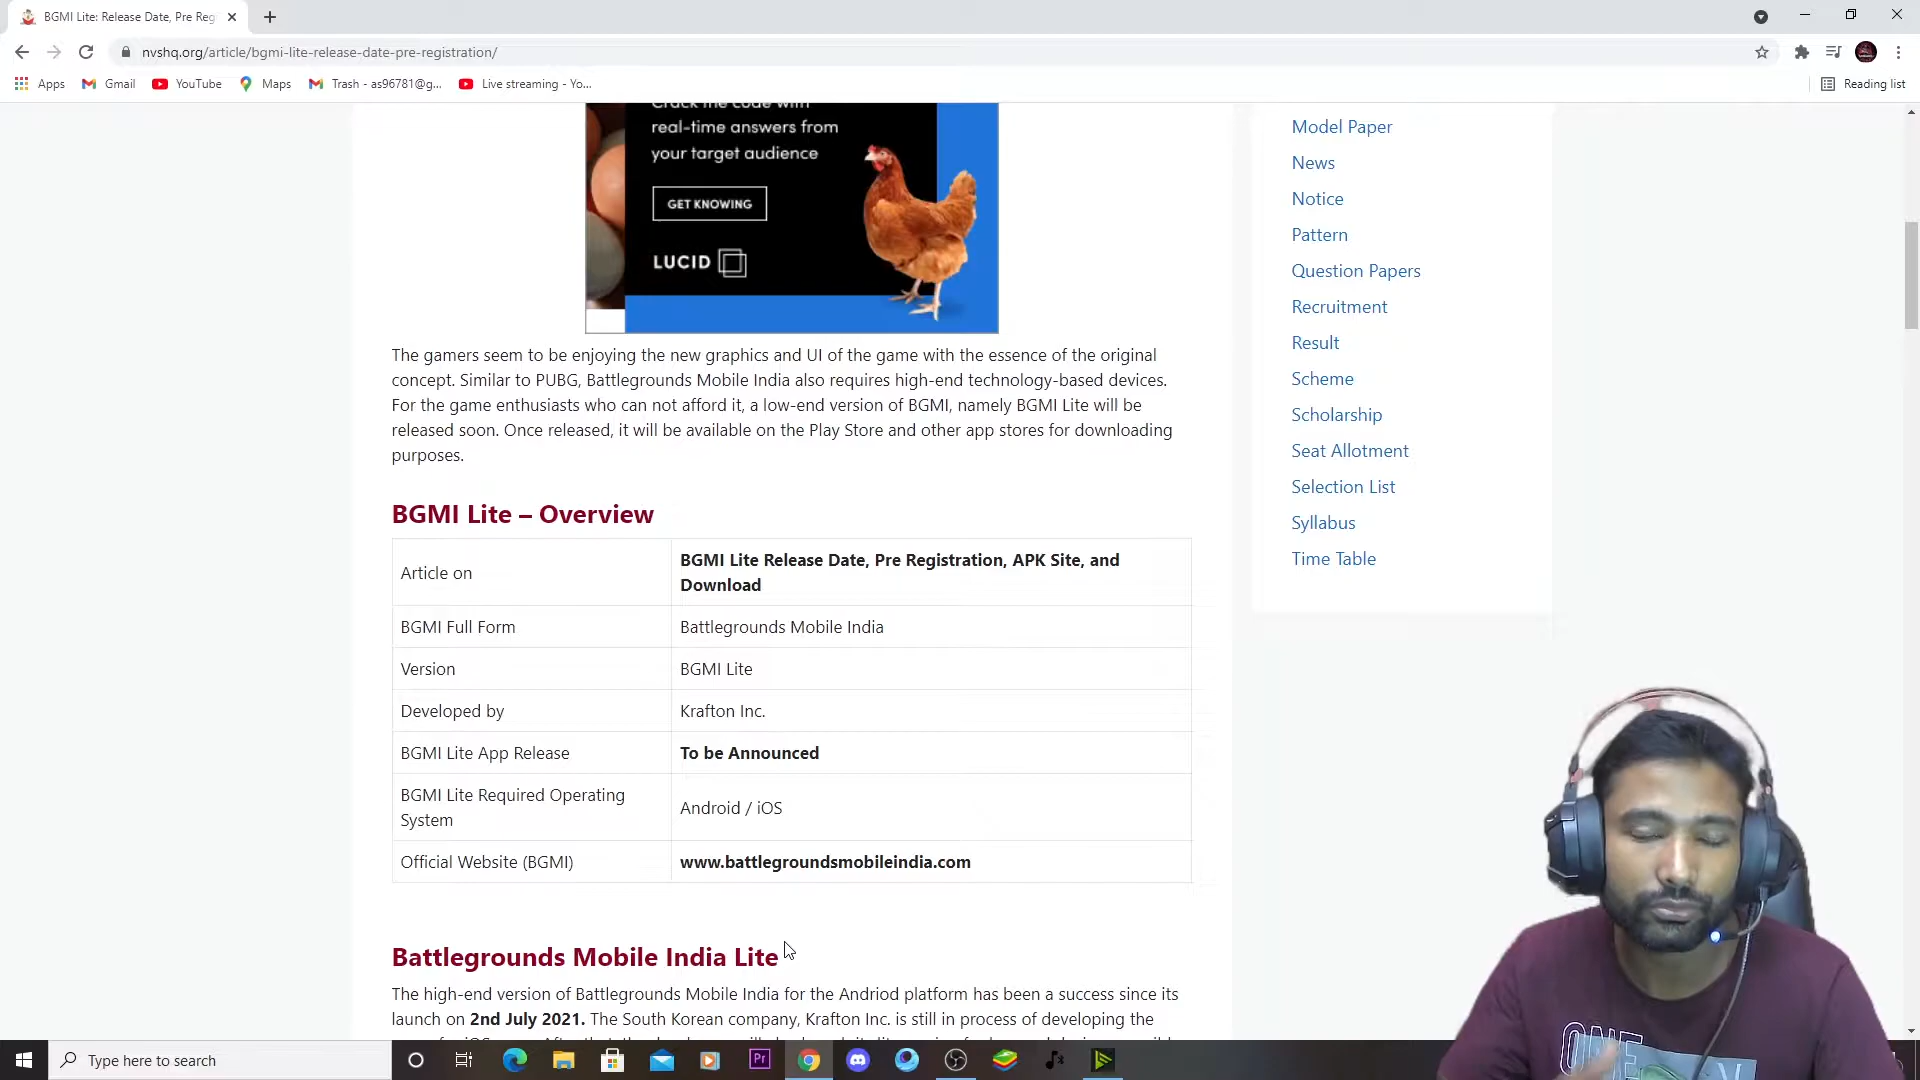 BGMI Lite: Release Date, Pre Reg
nvshq.org/article/bgmi-lite-release-date-pre-registration/
Apps
Gmail
YouTube
Maps
Trash - as96781@g...
Live streaming - Yo...
Reading list
Crack the code with
real-time answers from
your target audience
GET KNOWING
LUCID
The gamers seem to be enjoying the new graphics and UI of the game with the essence of the original
concept. Similar to PUBG, Battlegrounds Mobile India also requires high-end technology-based devices.
For the game enthusiasts who can not afford it, a low-end version of BGMI, namely BGMI Lite will be
released soon. Once released, it will be available on the Play Store and other app stores for downloading
purposes.
BGMI Lite – Overview
Article on
BGMI Lite Release Date, Pre Registration, APK Site, and
Download
BGMI Full Form
Battlegrounds Mobile India
Version
BGMI Lite
Developed by
Krafton Inc.
BGMI Lite App Release
To be Announced
BGMI Lite Required Operating
System
Android / iOS
Official Website (BGMI)
www.battlegroundsmobileindia.com
Battlegrounds Mobile India Lite
The high-end version of Battlegrounds Mobile India for the Andriod platform has been a success since its
launch on 2nd July 2021. The South Korean company, Krafton Inc. is still in process of developing the
Model Paper
News
Notice
Pattern
Question Papers
Recruitment
Result
Scheme
Scholarship
Seat Allotment
Selection List
Syllabus
Time Table
ONE
Type here to search
Pr